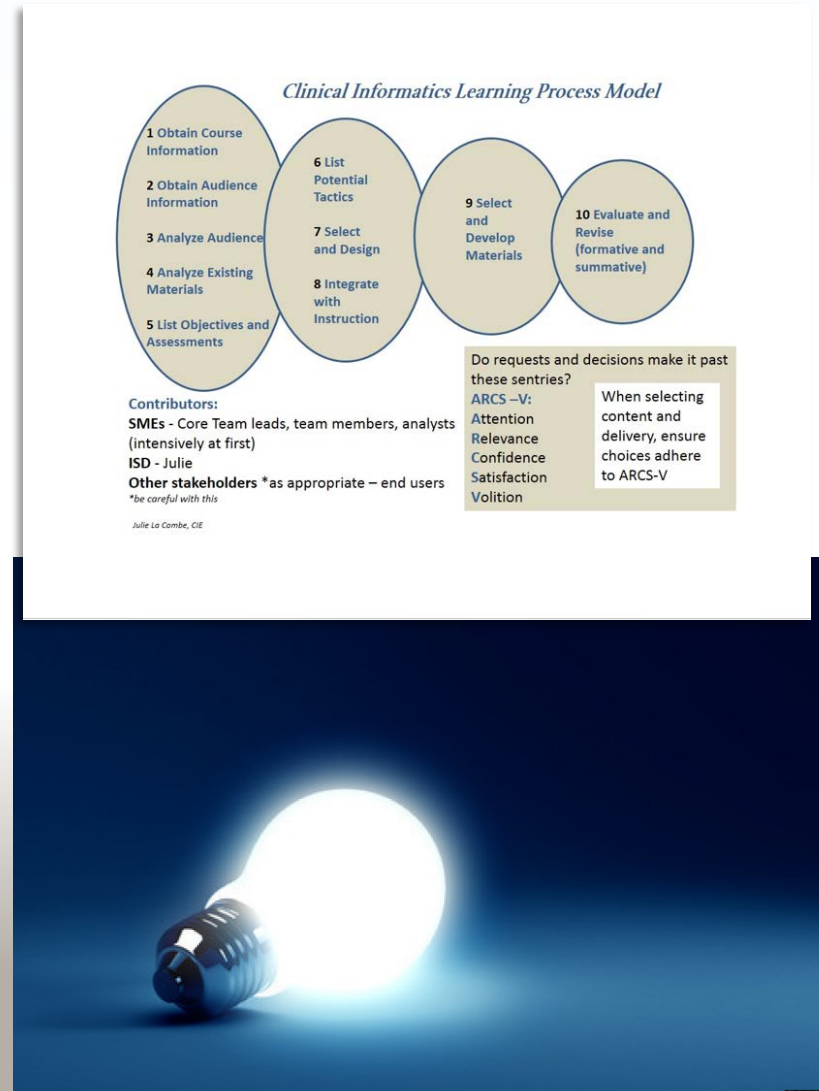 Clinical Informatics Learning Process Model
1 Obtain Course
Information
2 Obtain Audience
Information
3 Analyze Audience
4 Analyze Existing
Materials
5 List Objectives and
Assessments
6 List
Potential
Tactics
7 Select
and Design
8 Integrate
with
Instruction
9 Select
and
Develop
Materials
10 Evaluate and
Revise
(formative and
summative)
Contributors:
SMEs - Core Team leads, team members, analysts
(intensively at first)
ISD - Julie
Other stakeholders *as appropriate – end users
*be careful with this
Julie La Combe, CIE
Do requests and decisions make it past
these sentries?
ARCS –V:
Attention
Relevance
Confidence
Satisfaction
Volition
When selecting
content and
delivery, ensure
choices adhere
to ARCS-V